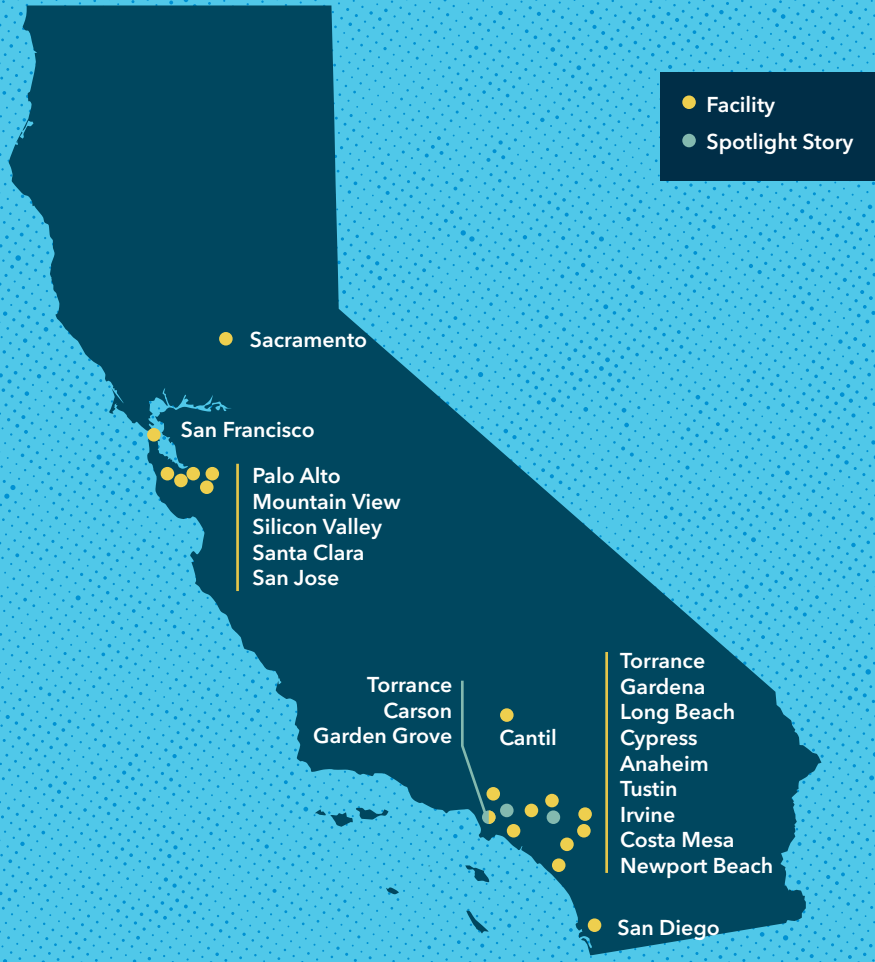 Facility
Spotlight Story
Sacramento
San Francisco
Palo Alto
Mountain View
Silicon Valley
Santa Clara
San Jose
Torrance
Carson
Garden Grove
Cantil
Torrance
Gardena
Long Beach
Cypress
Anaheim
Tustin
Irvine
Costa Mesa
Newport Beach
San Diego